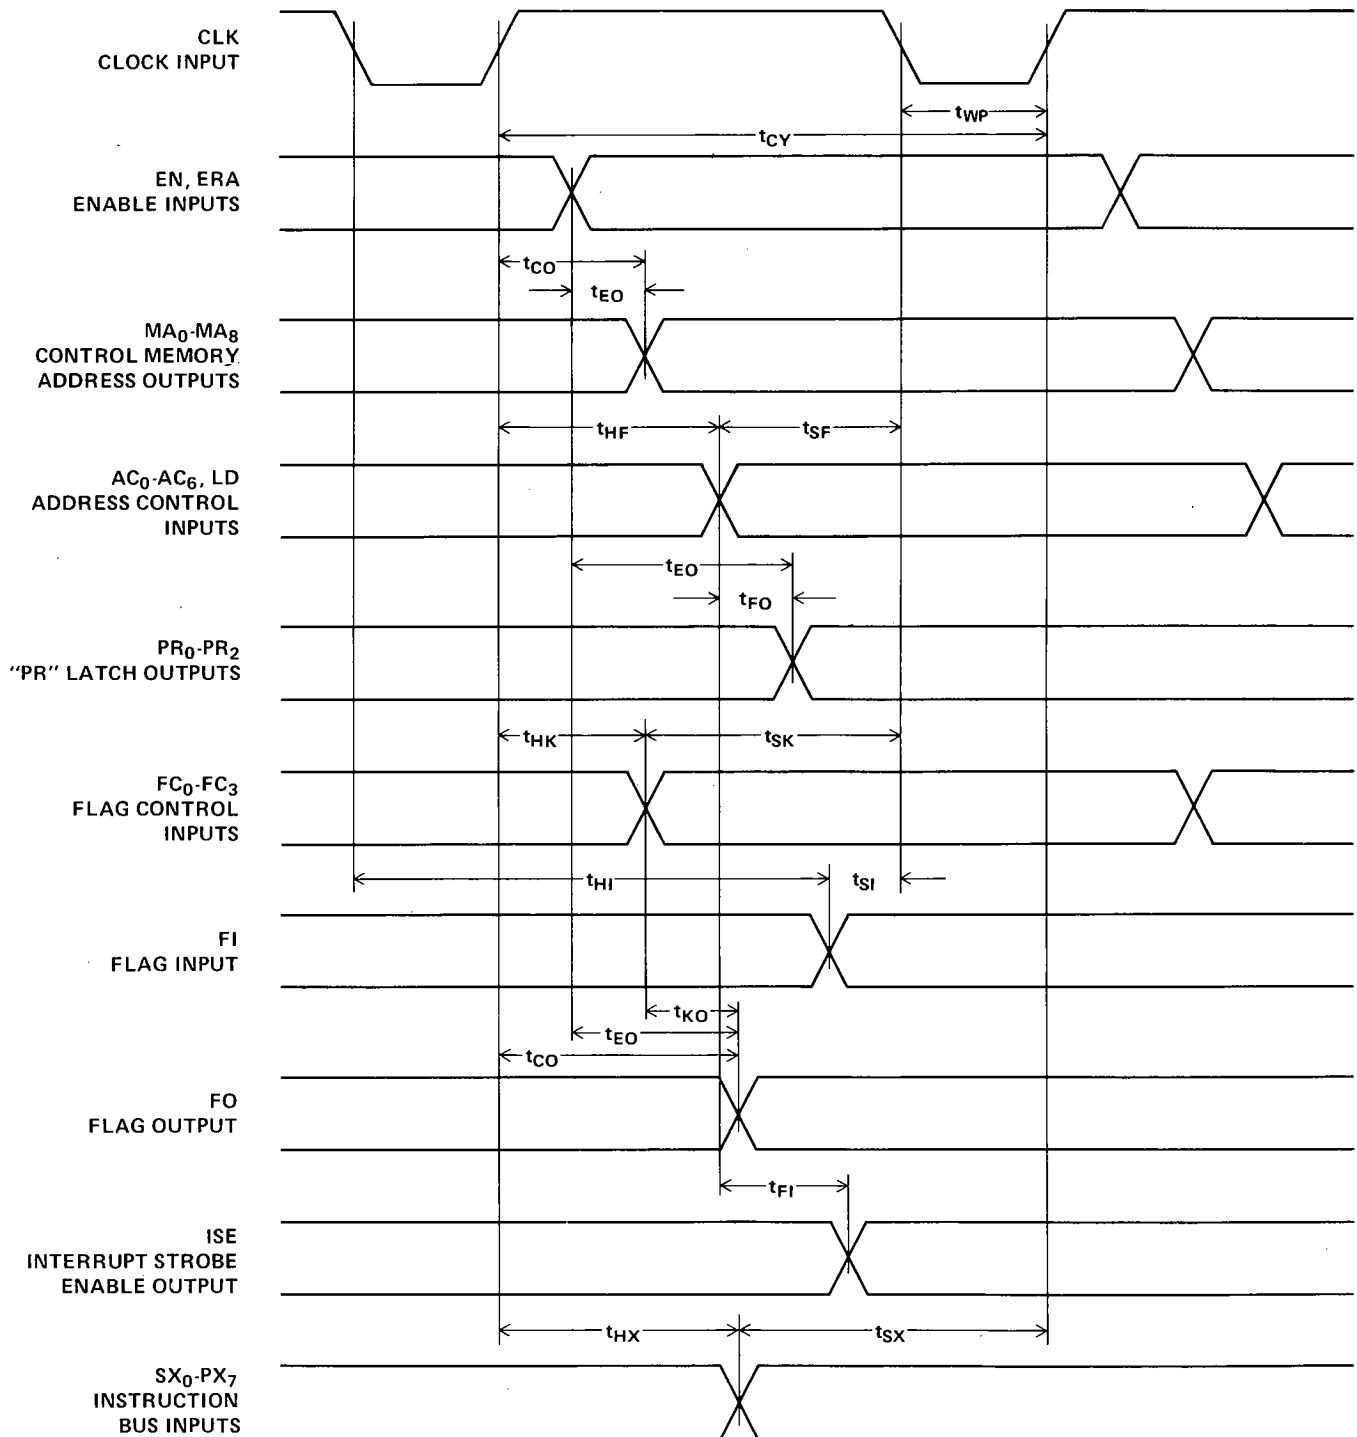 CLK
CLOCK INPUT
tWP
tCY
EN, ERA
ENABLE INPUTS
tCO
tEO
MA0-MA8
CONTROL MEMORY
ADDRESS OUTPUTS
tHF
tSF
AC0-AC6, LD
ADDRESS CONTROL
INPUTS
tEO
tFO
PR0-PR2
"PR" LATCH OUTPUTS
tHK
tSK
FC0-FC3
FLAG CONTROL
INPUTS
tHI
tSI
FI
FLAG INPUT
tKO
tEO
tCO
FO
FLAG OUTPUT
tFI
ISE
INTERRUPT STROBE
ENABLE OUTPUT
tHX
tSX
SX0-PX7
INSTRUCTION
BUS INPUTS